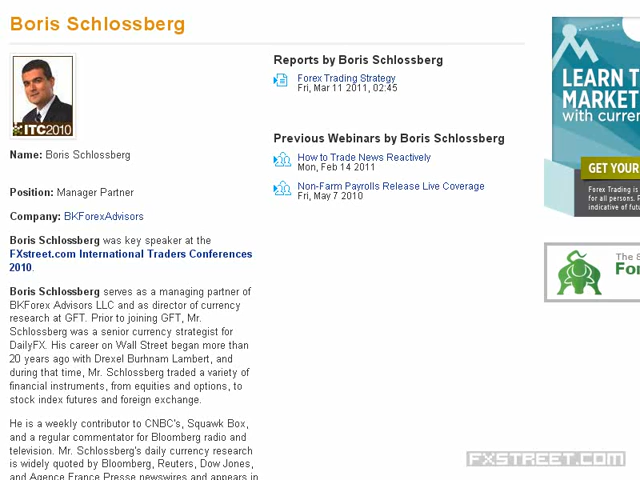 Boris Schlossberg
ITC2010
Name: Boris Schlossberg
Position: Manager Partner
Company: BKForexAdvisors
Boris Schlossberg was key speaker at the
FXstreet.com International Traders Conferences
2010.
Boris Schlossberg serves as a managing partner of
BKForex Advisors LLC and as director of currency
research at GFT. Prior to joining GFT, Mr.
Schlossberg was a senior currency strategist for
DailyFX. His career on Wall Street began more than
20 years ago with Drexel Burnham Lambert, and
during that time, Mr. Schlossberg traded a variety of
financial instruments, from equities and options, to
stock index futures and foreign exchange.
He is a weekly contributor to CNBC's, Squawk Box,
and a regular commentator for Bloomberg radio and
television. Mr. Schlossberg's daily currency research
is widely quoted by Bloomberg, Reuters, Dow Jones,
and Agence France Presse newswires and appears in
Reports by Boris Schlossberg
Forex Trading Strategy
Fri, Mar 11 2011, 02:45
Previous Webinars by Boris Schlossberg
How to Trade News Reactively
Mon, Feb 14 2011
Non-Farm Payrolls Release Live Coverage
Fri, May 7 2010
LEARN T
MARKET
with curren
GET YOUR
Forex Trading is
for all persons. P
indicative of futu
The 8
For
FXSTREET.COM